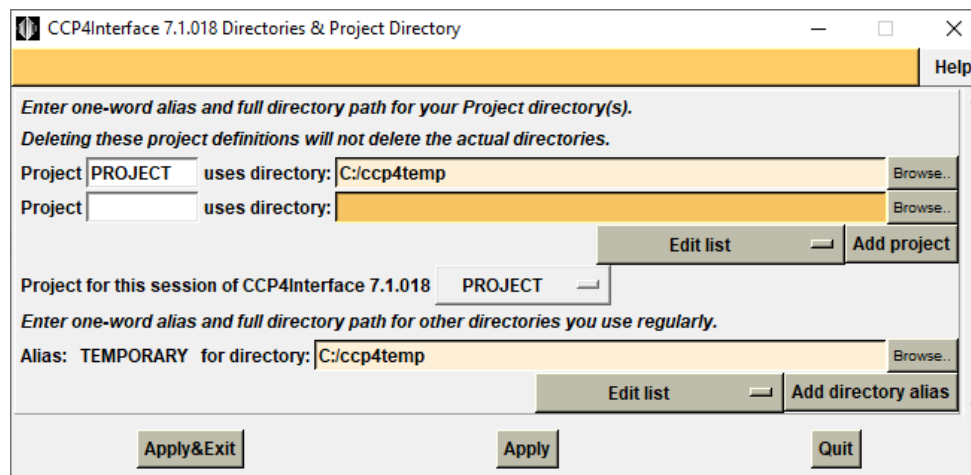 CCP4Interface 7.1.018 Directories & Project Directory
Help
Enter one-word alias and full directory path for your Project directory(s).
Deleting these project definitions will not delete the actual directories.
Project PROJECT uses directory: C:/ccp4temp Browse..
Project uses directory: Browse..
Edit list Add project
Project for this session of CCP4Interface 7.1.018 PROJECT
Enter one-word alias and full directory path for other directories you use regularly.
Alias: TEMPORARY for directory: C:/ccp4temp Browse..
Edit list Add directory alias
Apply&Exit Apply Quit